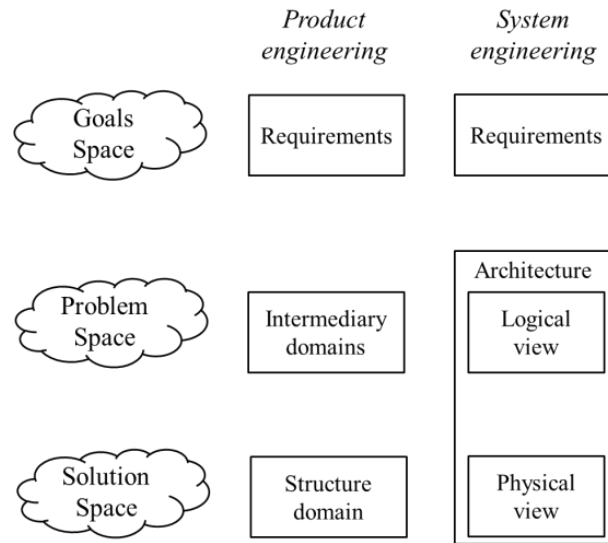 Product
engineering
System
engineering
Goals
Space
Requirements
Requirements
Architecture
Problem
Space
Intermediary
domains
Logical
view
Solution
Space
Structure
domain
Physical
view